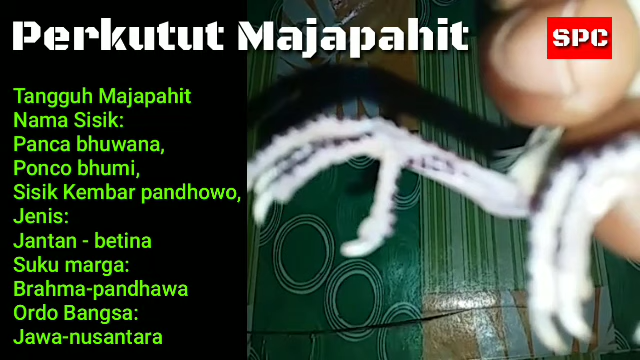 Perkutut Majapahit
SPC
Tangguh Majapahit
Nama Sisik:
Panca bhuwana,
Ponco bhumi,
Sisik Kembar pandhowo,
Jenis:
Jantan - betina
Suku marga:
Brahma-pandhawa
Ordo Bangsa:
Jawa-nusantara